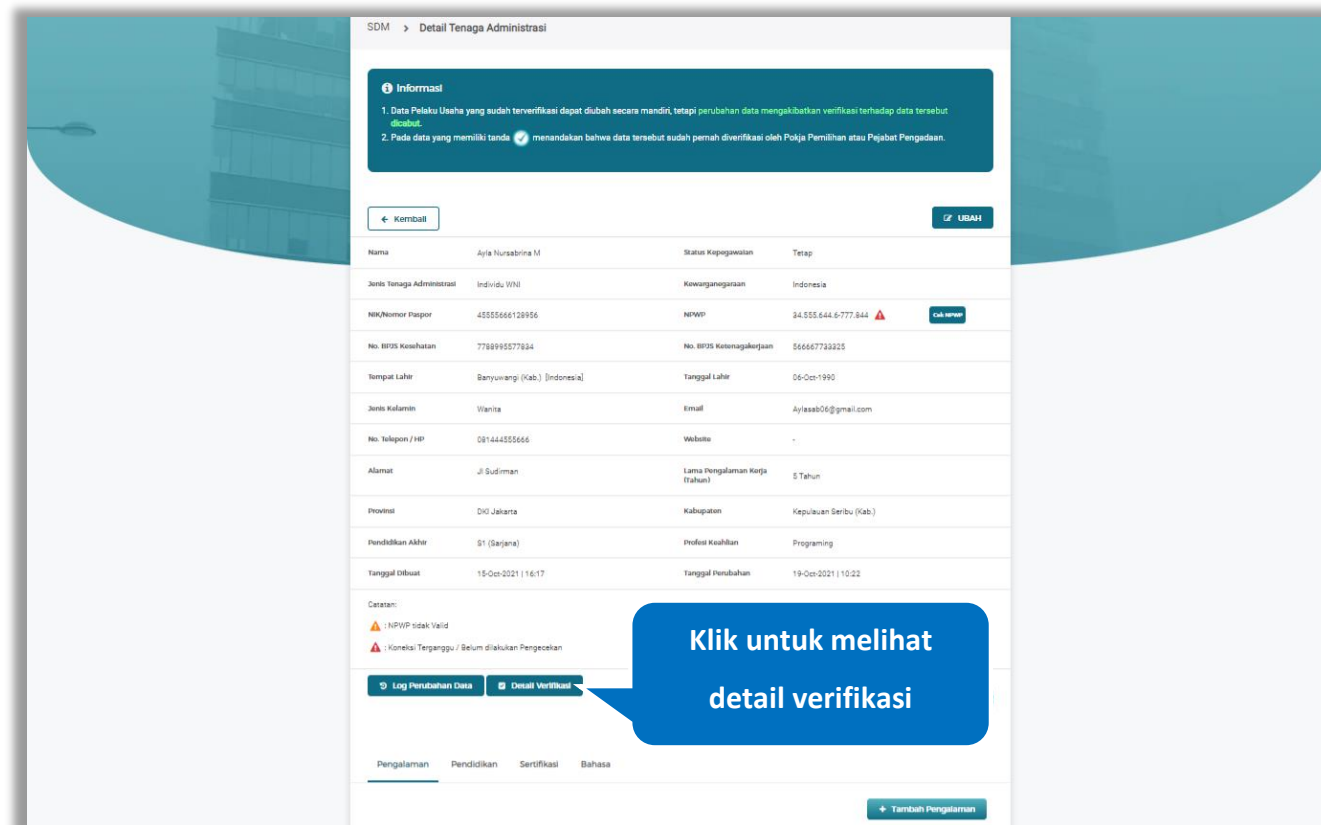 SDM > Detail Tenaga Administrasi
Informasi
1. Data Pelaku Usaha yang sudah terverifikasi dapat diubah secara mandiri, tetapi perubahan data mengakibatkan verifikasi terhadap data tersebut
dicabut.
2. Pada data yang memiliki tanda menandakan bahwa data tersebut sudah pernah diverifikasi oleh Pokja Pemilihan atau Pejabat Pengadaan.
← Kembali UBAH
Nama Ayla Nursabrina M Status Kepegawaian Tetap
Jenis Tenaga Administrasi Individu WNI Kewarganegaraan Indonesia
NIK/Nomor Paspor 45555666128956 NPWP 34.555.644.6-777.844 Cek NPWP
No. BPJS Kesehatan 7788995577834 No. BPJS Ketenagakerjaan 566667733325
Tempat Lahir Banyuwangi (Kab.) [Indonesia] Tanggal Lahir 06-Oct-1990
Jenis Kelamin Wanita Email Aylasab06@gmail.com
No. Telepon / HP 081444555666 Website -
Alamat Jl Sudirman Lama Pengalaman Kerja
(Tahun) 5 Tahun
Provinsi DKI Jakarta Kabupaten Kepulauan Seribu (Kab.)
Pendidikan Akhir S1 (Sarjana) Profesi Keahlian Programing
Tanggal Dibuat 15-Oct-2021 | 16:17 Tanggal Perubahan 19-Oct-2021 | 10:22
Catatan:
: NPWP tidak Valid
: Koneksi Terganggu / Belum dilakukan Pengecekan
Log Perubahan Data Detail Verifikasi
Klik untuk melihat
detail verifikasi
Pengalaman Pendidikan Sertifikasi Bahasa
+ Tambah Pengalaman